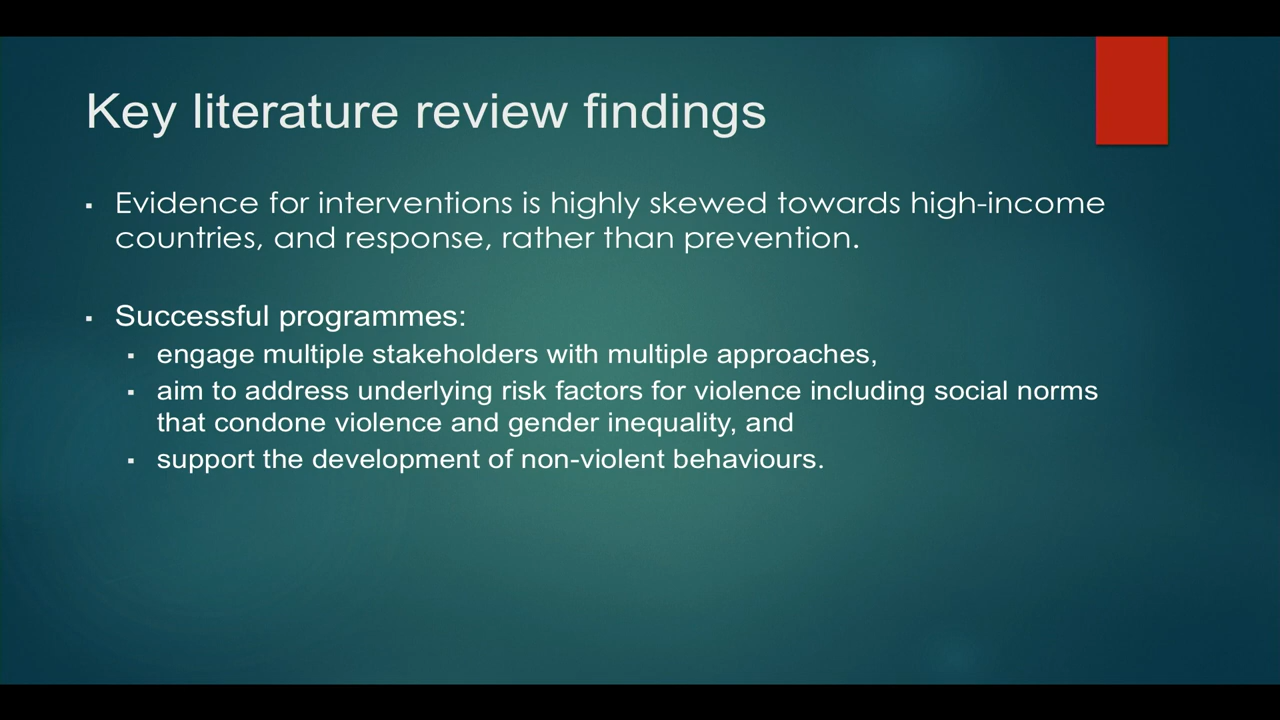 Key literature review findings
▪ Evidence for interventions is highly skewed towards high-income
countries, and response, rather than prevention.
▪ Successful programmes:
▪ engage multiple stakeholders with multiple approaches,
▪ aim to address underlying risk factors for violence including social norms
that condone violence and gender inequality, and
▪ support the development of non-violent behaviours.